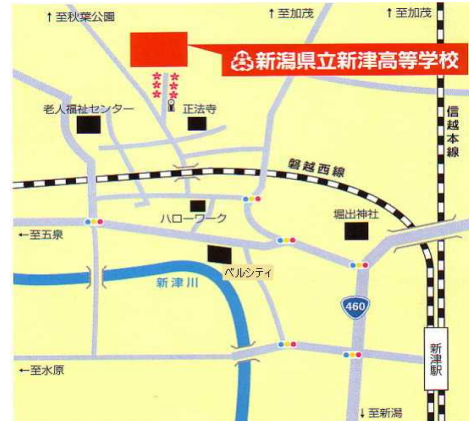 ↑至秋葉公園
↑至加茂
↑至加茂
新潟県立新津高等学校
老人福祉センター
正法寺
信越本線
磐越西線
ハローワーク
堀出神社
←至五泉
ベルシティ
新津川
460
新津駅
←至水原
↓至新潟